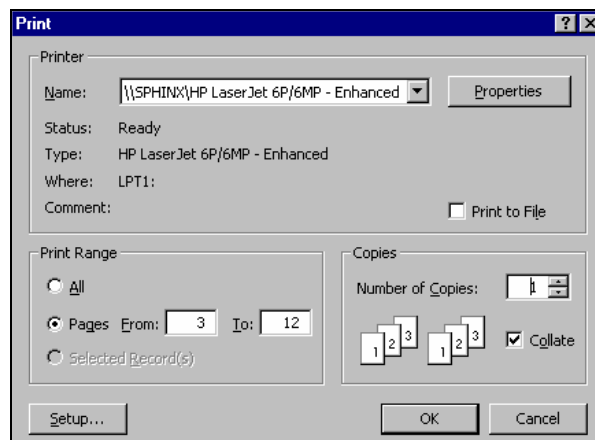 Print
Printer
Name: \\SPHINX\HP LaserJet 6P/6MP - Enhanced Properties
Status: Ready
Type: HP LaserJet 6P/6MP - Enhanced
Where: LPT1:
Comment:
Print to File
Print Range
All
Pages From: 3 To: 12
Selected Record(s)
Copies
Number of Copies: 1
1 2 3 1 2 3
Collate
Setup... OK Cancel